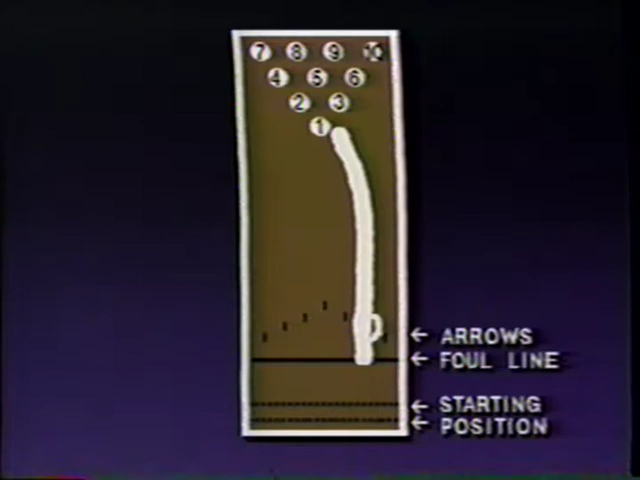 7 8 9 10
4 5 6
2 3
1
← ARROWS
← FOUL LINE
← STARTING
← POSITION